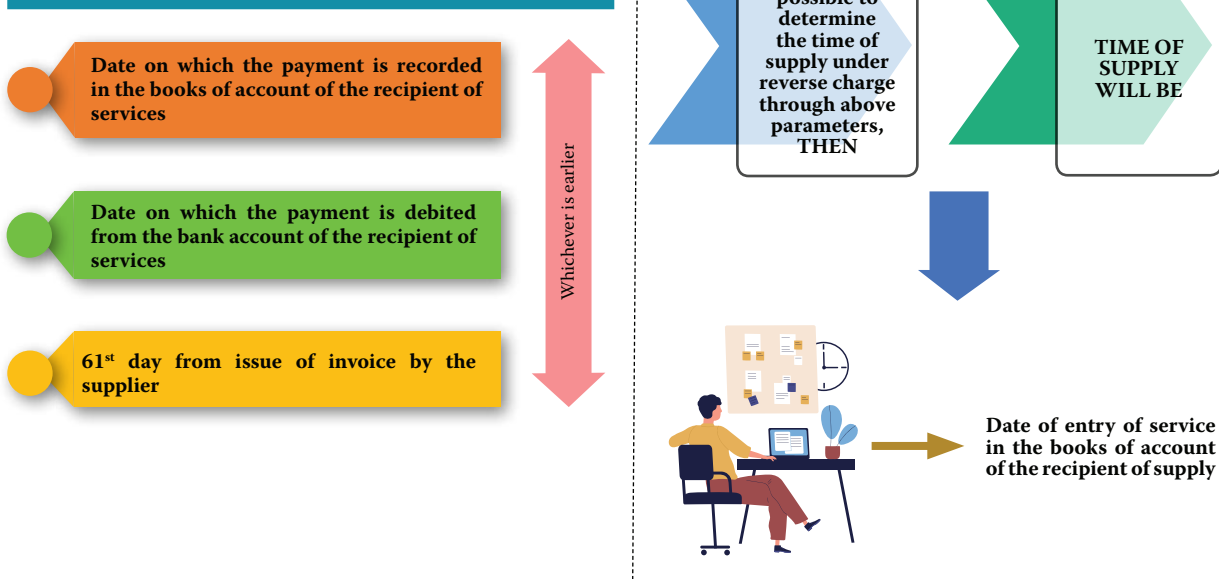 Date on which the payment is recorded
in the books of account of the recipient of
services
Date on which the payment is debited
from the bank account of the recipient of
services
61st day from issue of invoice by the
supplier
Whichever is earlier
possible to
determine
the time of
supply under
reverse charge
through above
parameters,
THEN
TIME OF
SUPPLY
WILL BE
Date of entry of service
in the books of account
of the recipient of supply